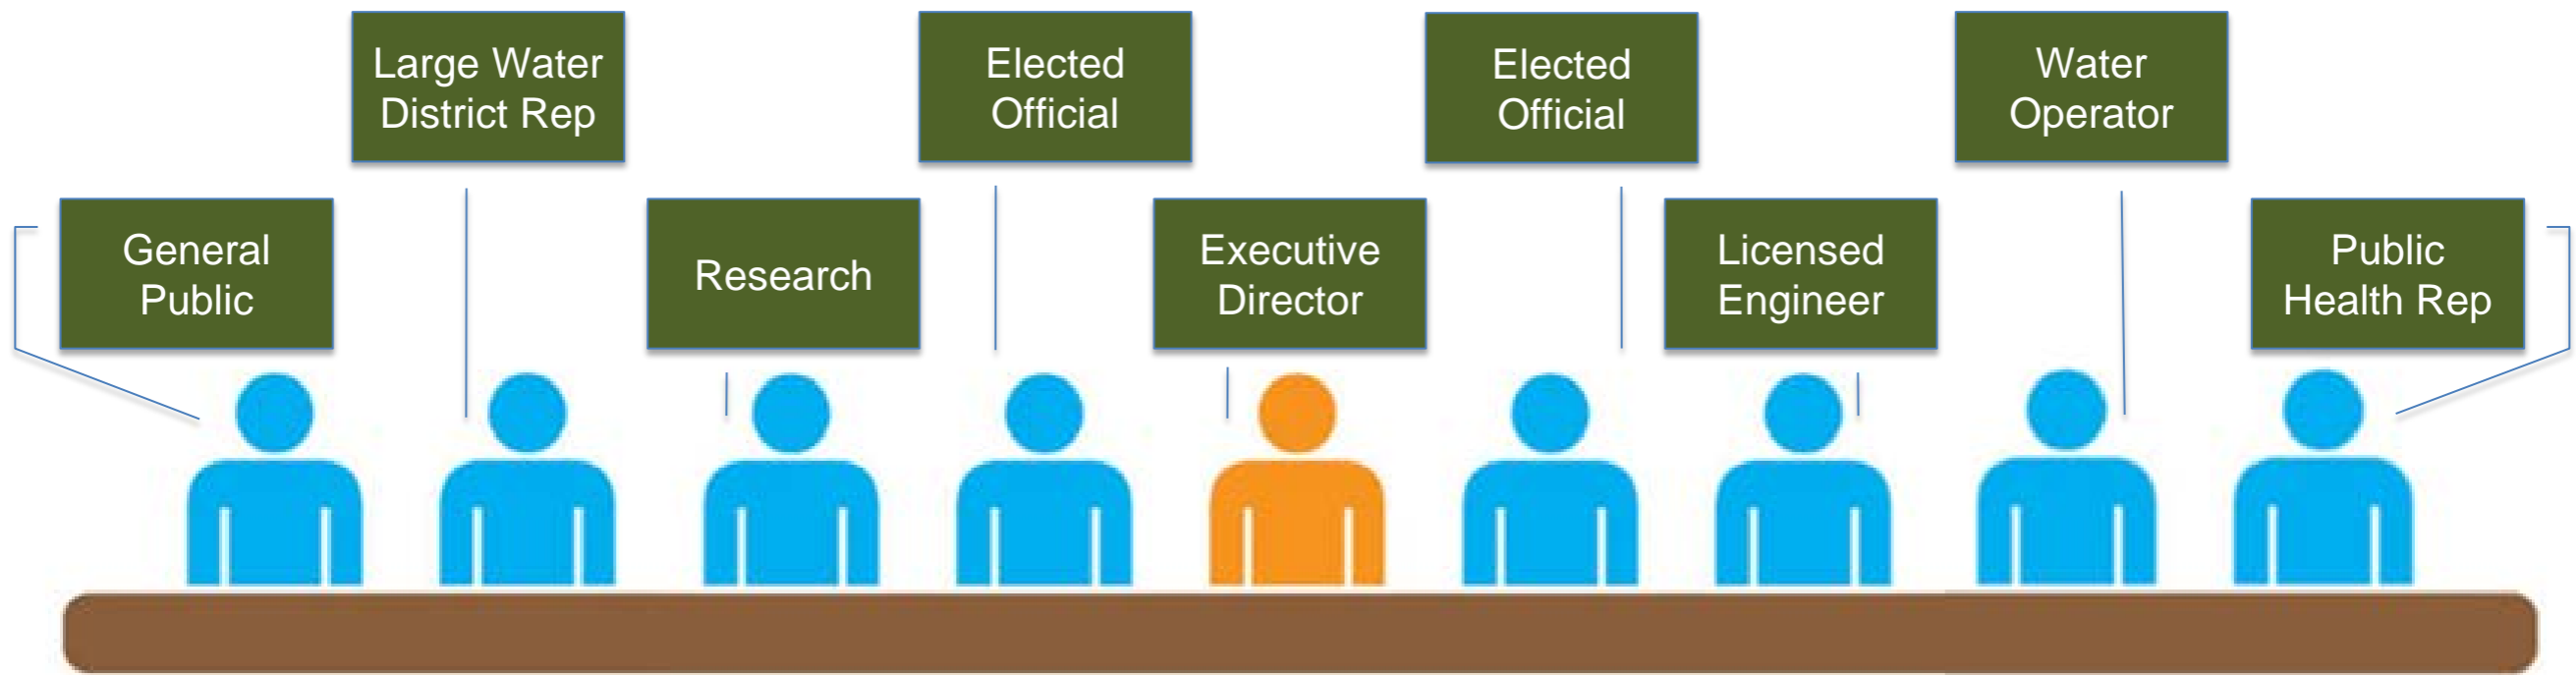 Large Water
District Rep
Elected
Official
Elected
Official
Water
Operator
General
Public
Research
Executive
Director
Licensed
Engineer
Public
Health Rep